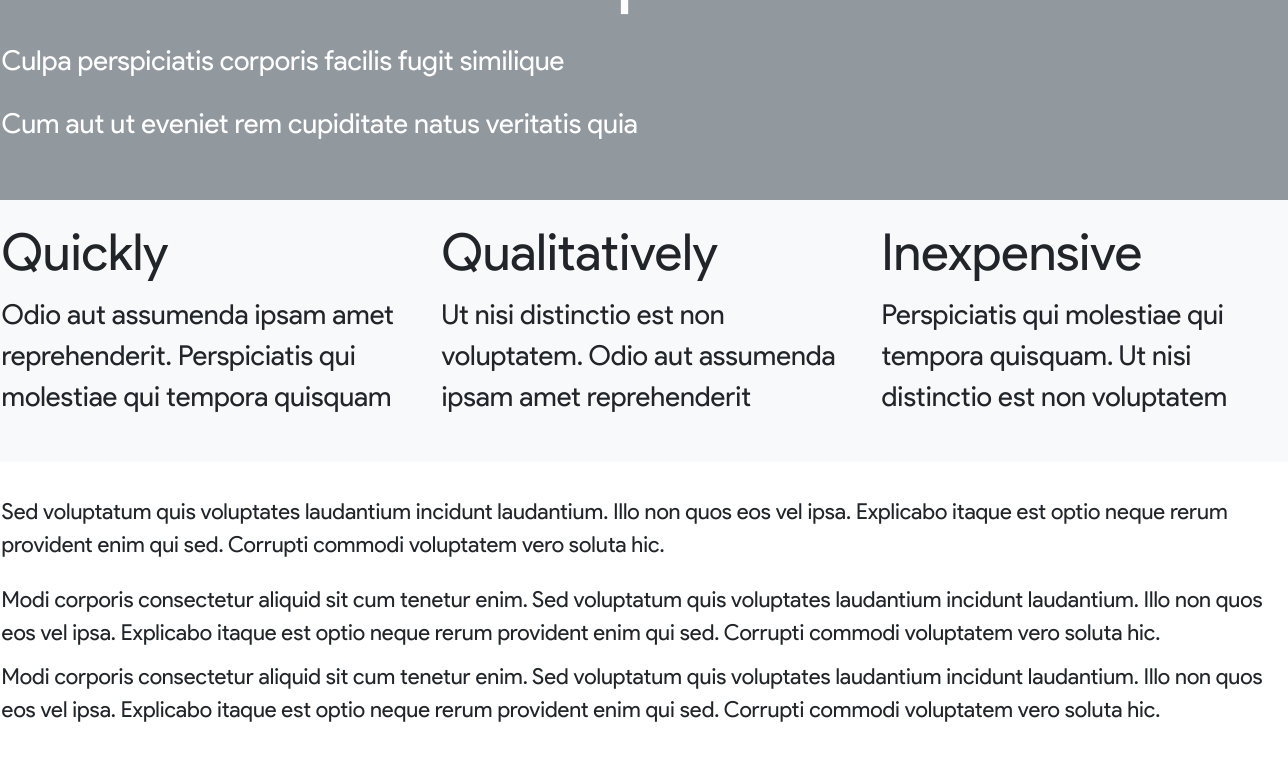 Culpa perspiciatis corporis facilis fugit similique
Cum aut ut eveniet rem cupiditate natus veritatis quia
Quickly
Odio aut assumenda ipsam amet
reprehenderit. Perspiciatis qui
molestiae qui tempora quisquam
Qualitatively
Ut nisi distinctio est non
voluptatem. Odio aut assumenda
ipsam amet reprehenderit
Inexpensive
Perspiciatis qui molestiae qui
tempora quisquam. Ut nisi
distinctio est non voluptatem
Sed voluptatum quis voluptates laudantium incidunt laudantium. Illo non quos eos vel ipsa. Explicabo itaque est optio neque rerum
provident enim qui sed. Corrupti commodi voluptatem vero soluta hic.
Modi corporis consectetur aliquid sit cum tenetur enim. Sed voluptatum quis voluptates laudantium incidunt laudantium. Illo non quos
eos vel ipsa. Explicabo itaque est optio neque rerum provident enim qui sed. Corrupti commodi voluptatem vero soluta hic.
Modi corporis consectetur aliquid sit cum tenetur enim. Sed voluptatum quis voluptates laudantium incidunt laudantium. Illo non quos
eos vel ipsa. Explicabo itaque est optio neque rerum provident enim qui sed. Corrupti commodi voluptatem vero soluta hic.